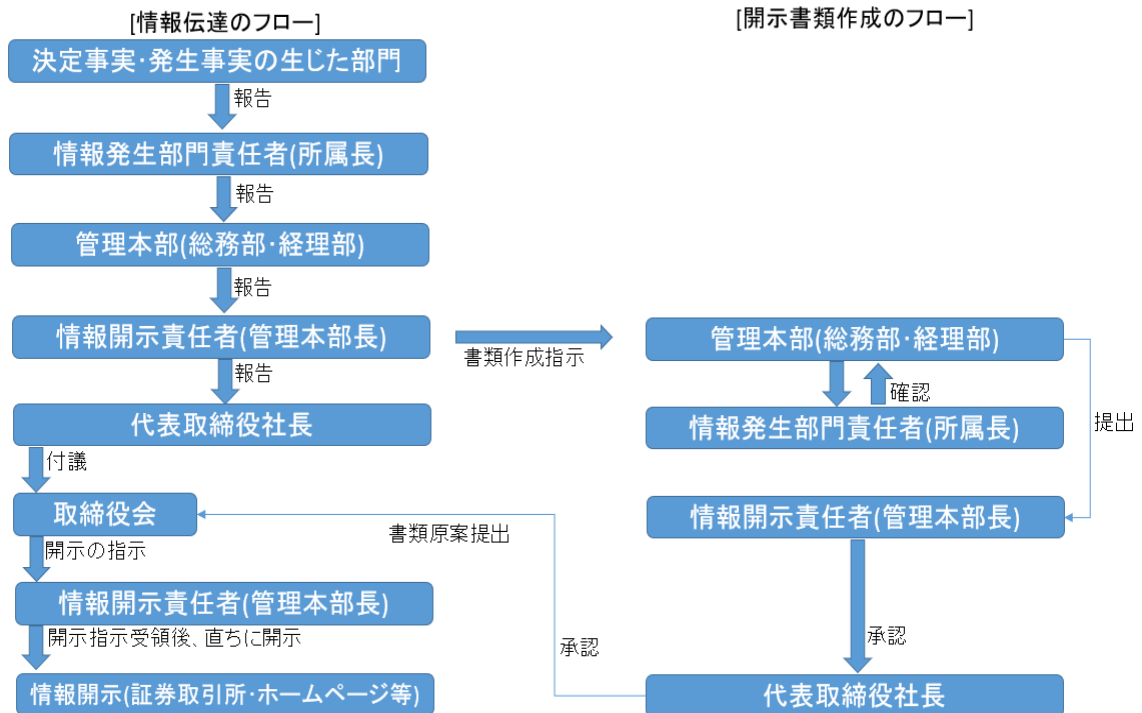 [情報伝達のフロー]
決定事実･発生事実の生じた部門
報告
情報発生部門責任者(所属長)
報告
管理本部(総務部･経理部)
報告
情報開示責任者(管理本部長)
報告
代表取締役社長
付議
取締役会
開示の指示
情報開示責任者(管理本部長)
開示指示受領後、直ちに開示
情報開示(証券取引所･ホームページ等)
書類作成指示
[開示書類作成のフロー]
管理本部(総務部･経理部)
確認
情報発生部門責任者(所属長)
提出
情報開示責任者(管理本部長)
承認
代表取締役社長
承認
書類原案提出